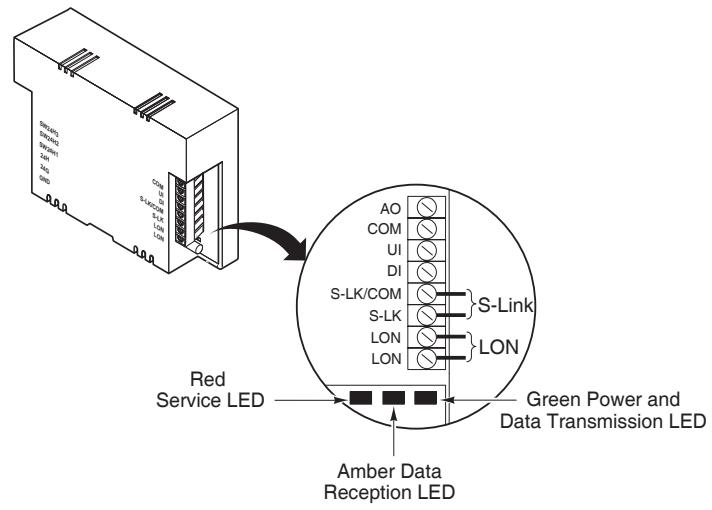 SW24H3
SW24H2
SW24H1
24H
24G
GND
COM
UI
DI
S-LK/COM
S-LK
LON
LON
AO
COM
UI
DI
S-LK/COM
S-LK
LON
LON
S-Link
LON
Red
Service LED
Green Power and
Data Transmission LED
Amber Data
Reception LED